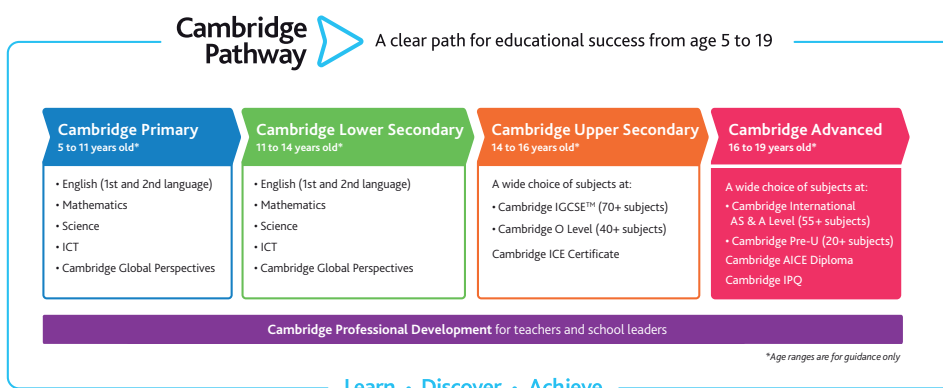 Cambridge
Pathway
A clear path for educational success from age 5 to 19
Cambridge Primary
5 to 11 years old*
• English (1st and 2nd language)
• Mathematics
• Science
• ICT
• Cambridge Global Perspectives
Cambridge Lower Secondary
11 to 14 years old*
• English (1st and 2nd language)
• Mathematics
• Science
• ICT
• Cambridge Global Perspectives
Cambridge Upper Secondary
14 to 16 years old*
A wide choice of subjects at:
• Cambridge IGCSE™ (70+ subjects)
• Cambridge O Level (40+ subjects)
Cambridge ICE Certificate
Cambridge Advanced
16 to 19 years old*
A wide choice of subjects at:
• Cambridge International
AS & A Level (55+ subjects)
• Cambridge Pre-U (20+ subjects)
Cambridge AICE Diploma
Cambridge IPQ
Cambridge Professional Development for teachers and school leaders
*Age ranges are for guidance only
Learn • Discover • Achieve